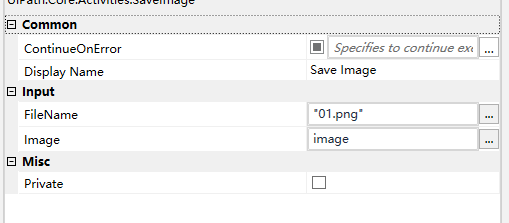 UiPath.Core.Activities.SaveImage
Common
ContinueOnError Specifies to continue exe ...
Display Name Save Image
Input
FileName "01.png" ...
Image image ...
Misc
Private